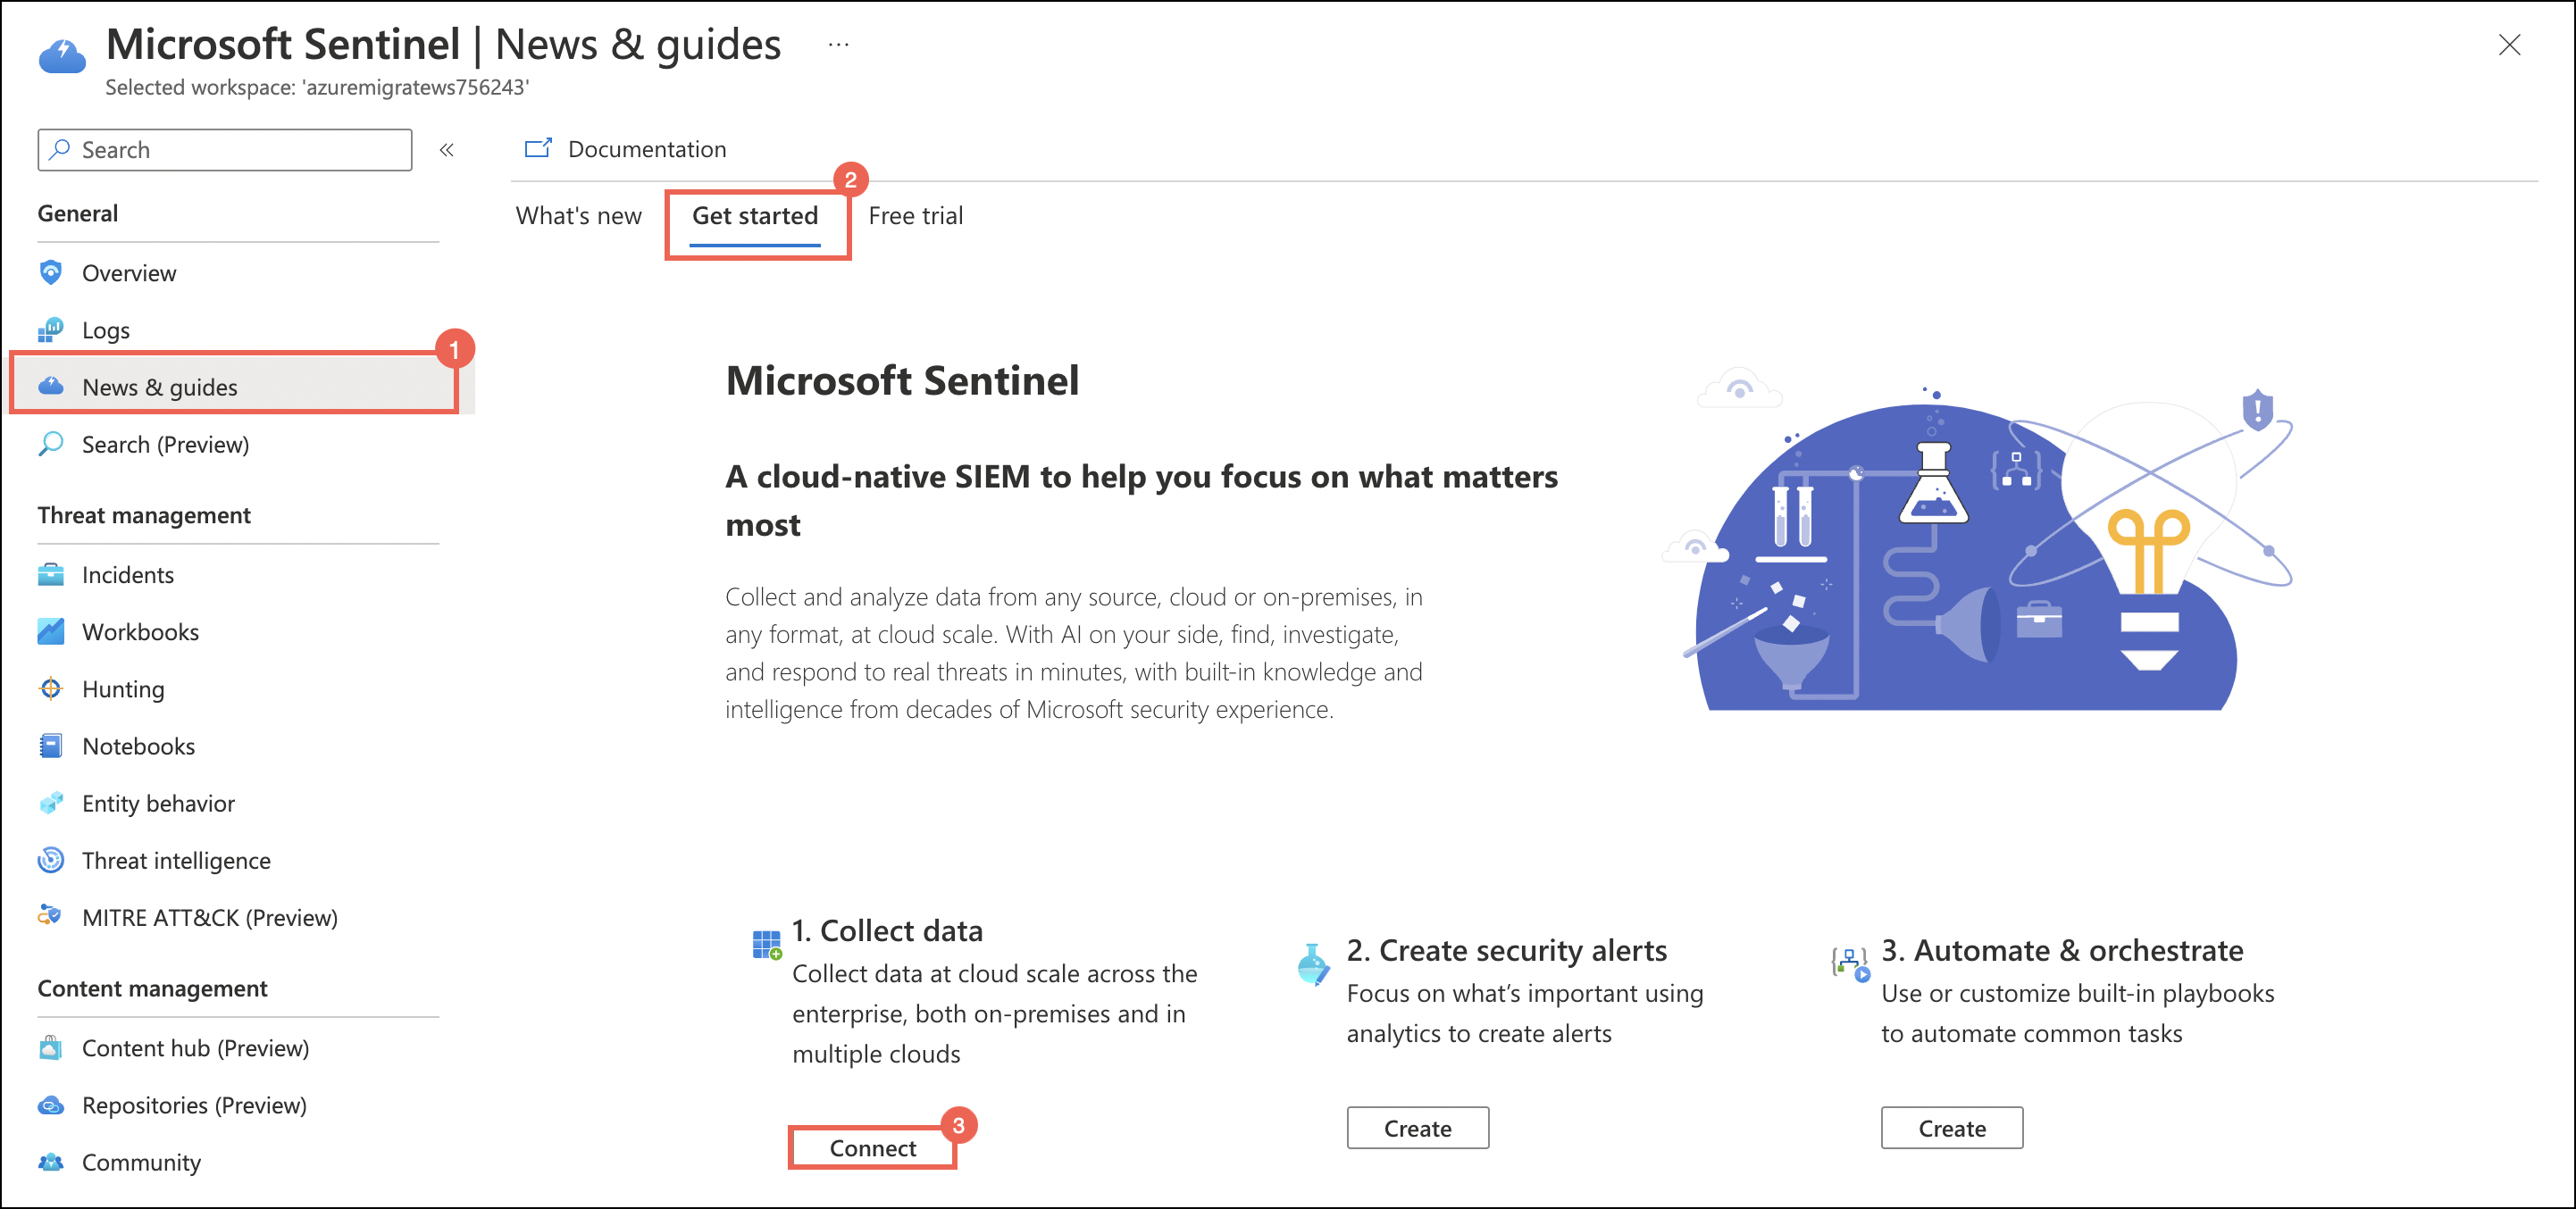 Microsoft Sentinel | News & guides ...
Selected workspace: 'azuremigratews756243'
Search «
General
Overview
Logs
1
News & guides
Search (Preview)
Threat management
Incidents
Workbooks
Hunting
Notebooks
Entity behavior
Threat intelligence
MITRE ATT&CK (Preview)
Content management
Content hub (Preview)
Repositories (Preview)
Community
Documentation
2
What's new Get started Free trial
Microsoft Sentinel
A cloud-native SIEM to help you focus on what matters
most
Collect and analyze data from any source, cloud or on-premises, in
any format, at cloud scale. With AI on your side, find, investigate,
and respond to real threats in minutes, with built-in knowledge and
intelligence from decades of Microsoft security experience.
1. Collect data
Collect data at cloud scale across the
enterprise, both on-premises and in
multiple clouds
3
Connect
2. Create security alerts
Focus on what’s important using
analytics to create alerts
Create
3. Automate & orchestrate
Use or customize built-in playbooks
to automate common tasks
Create